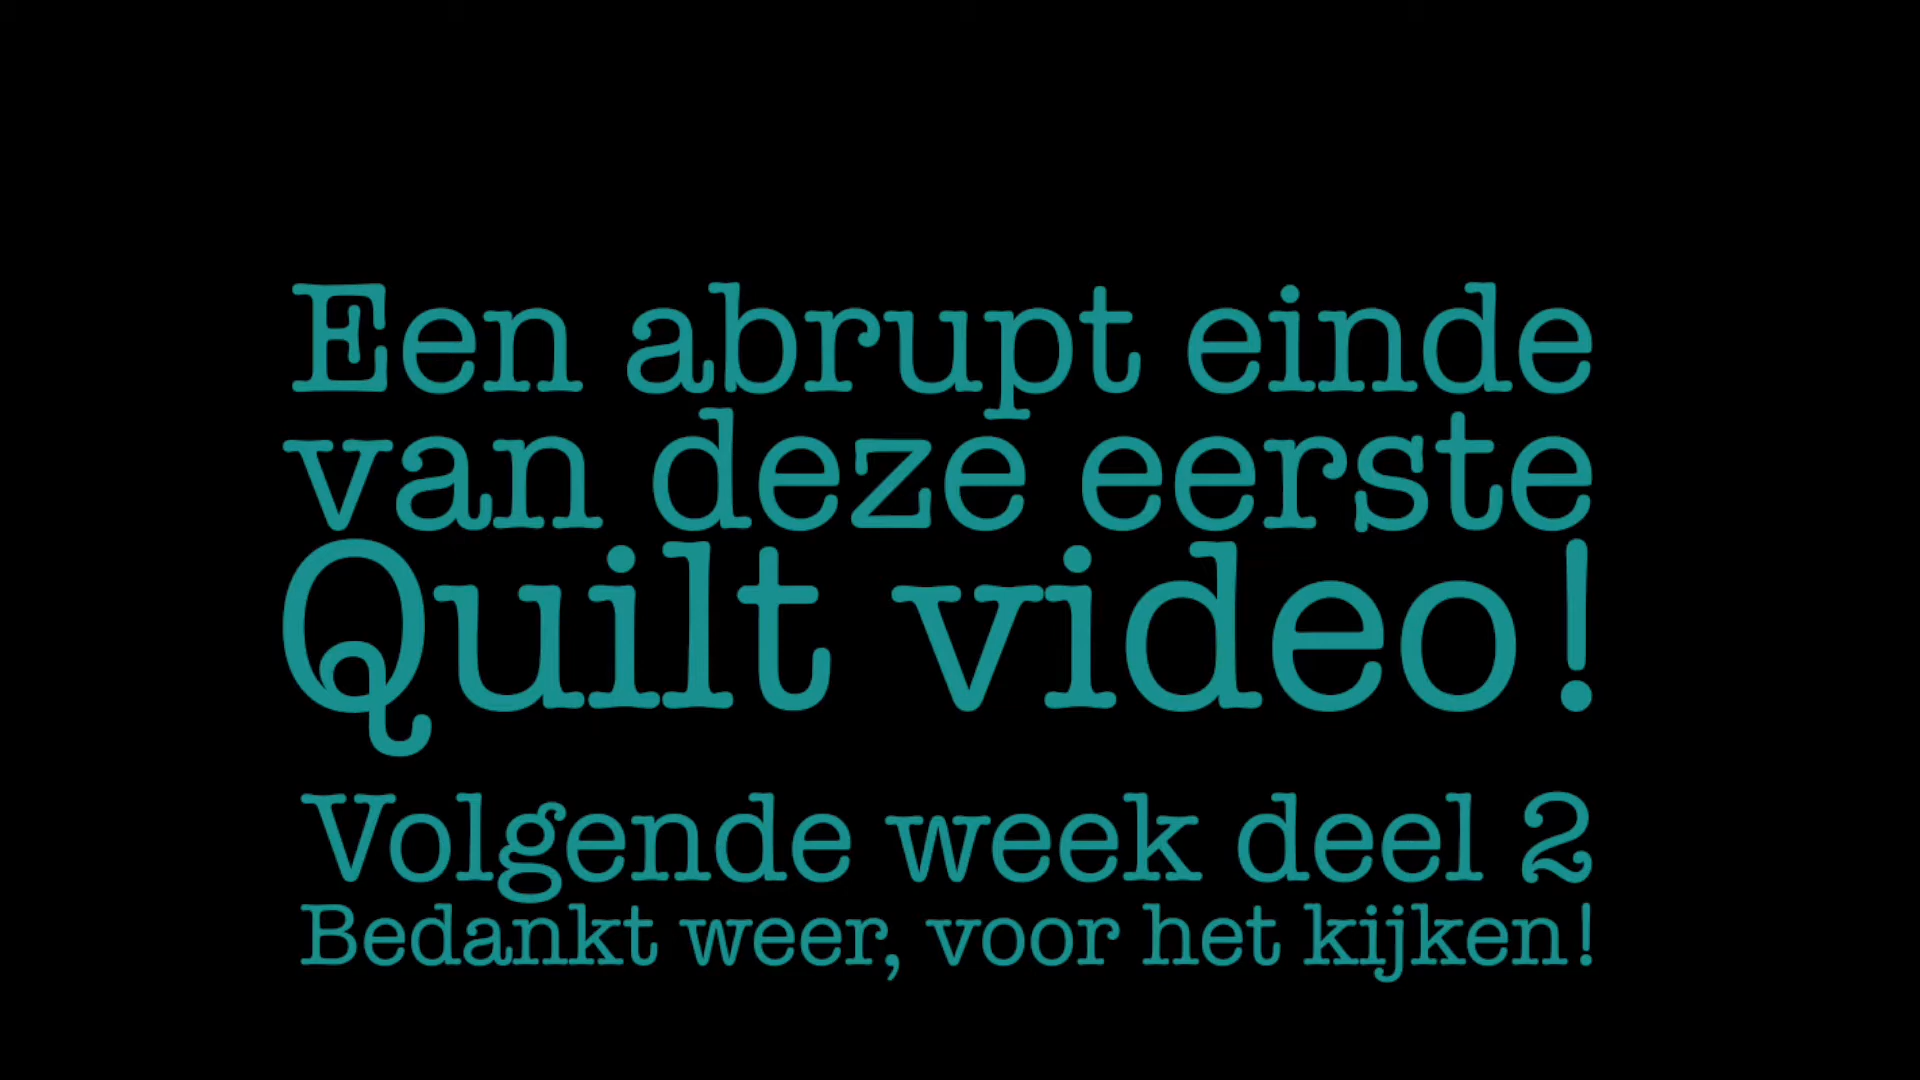 Een abrupt einde
van deze eerste
Quilt video!
Volgende week deel 2
Bedankt weer, voor het kijken!